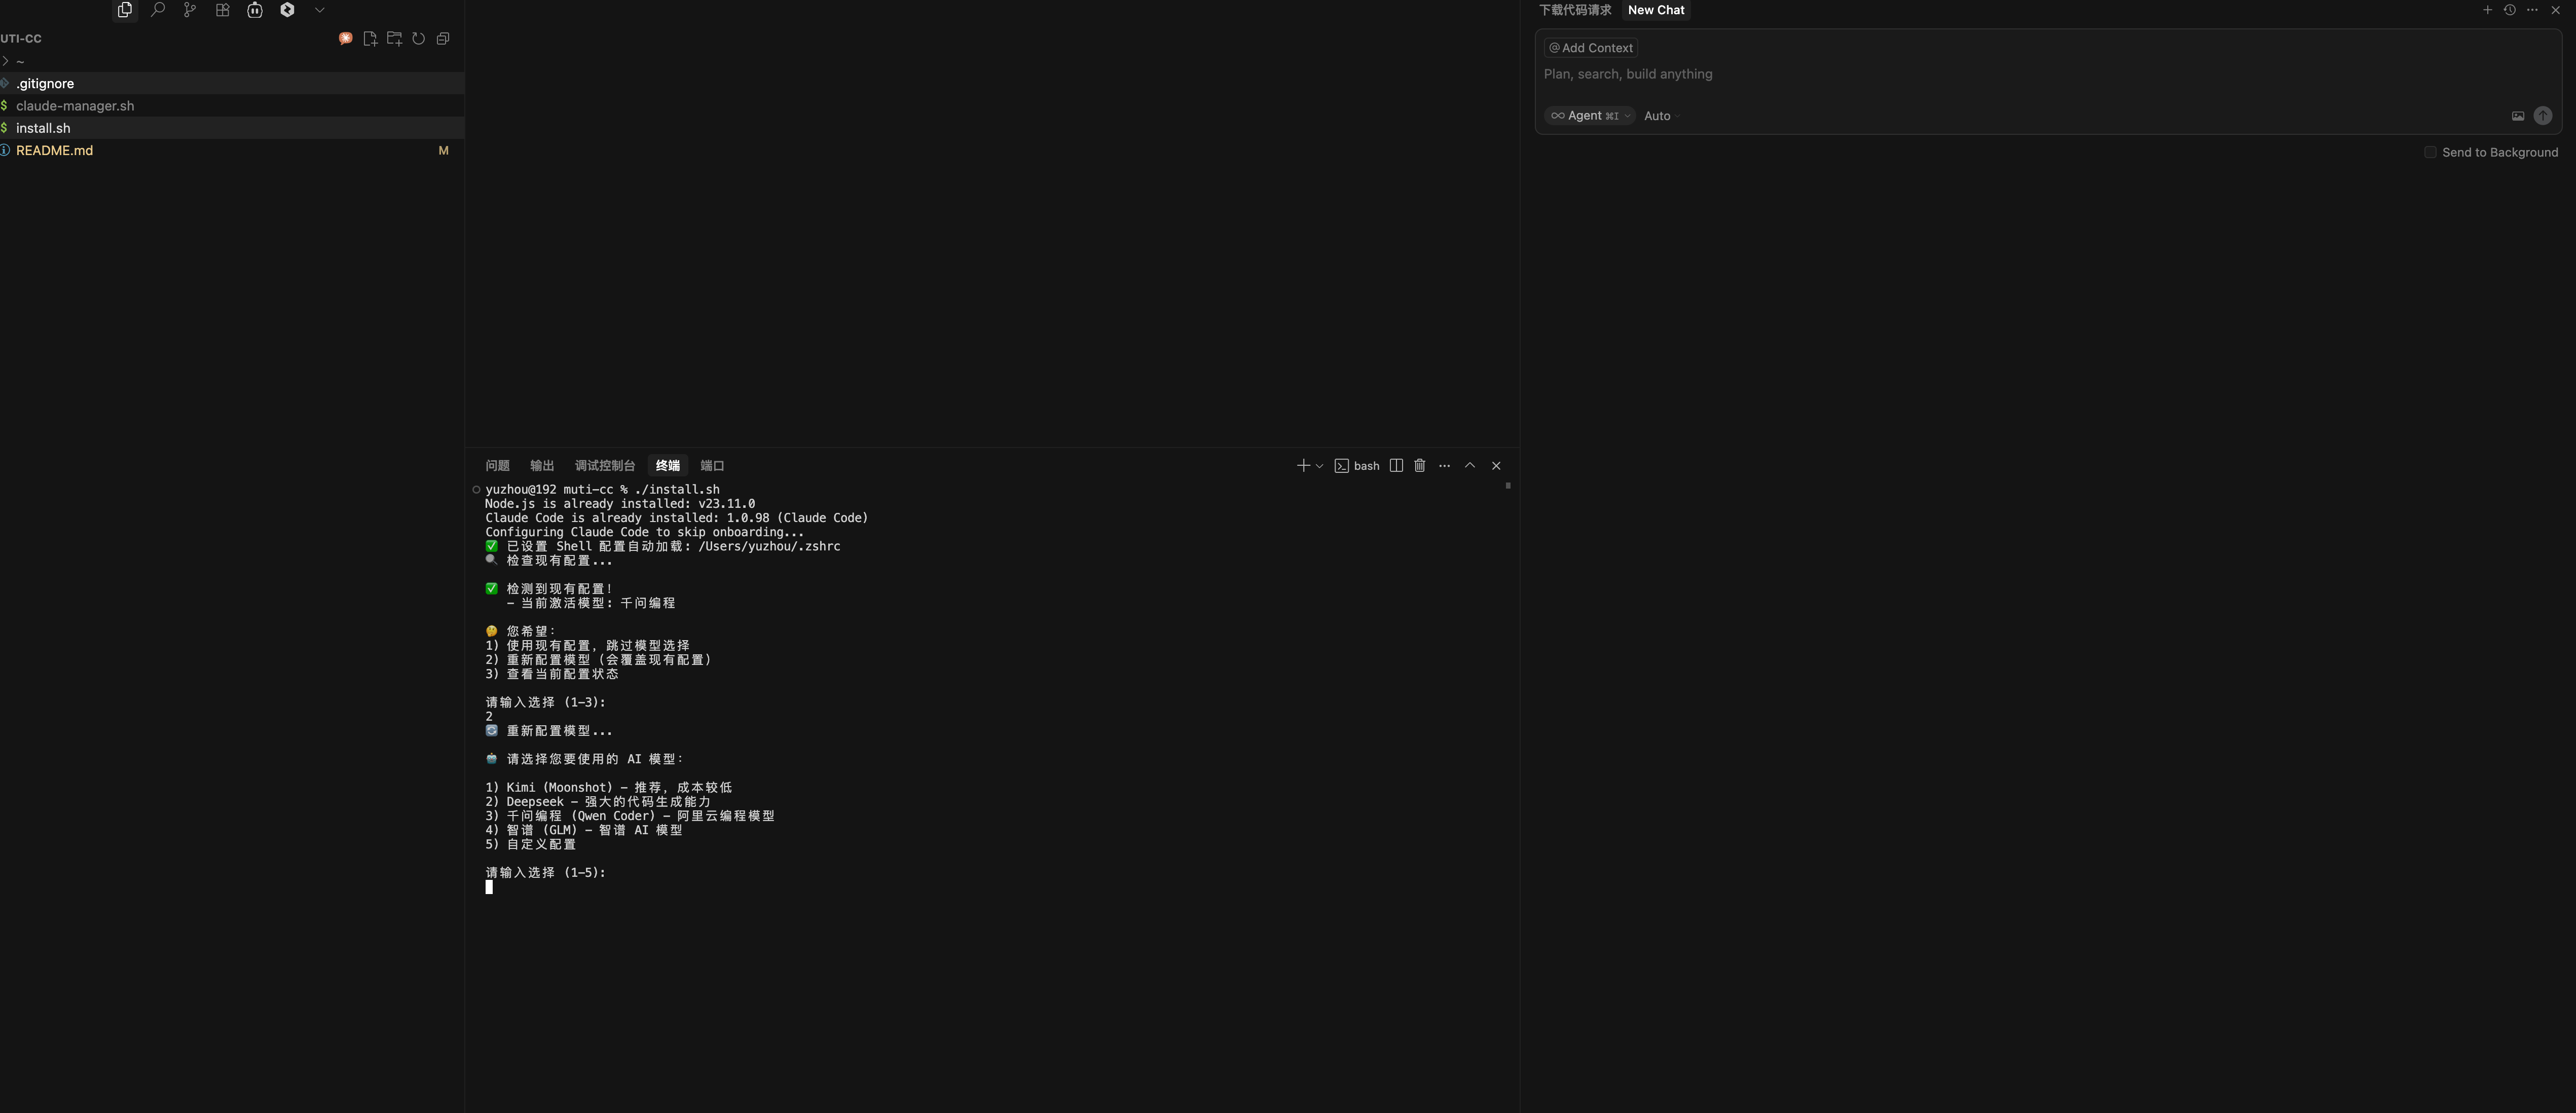 UTI-CC
~
.gitignore
$ claude-manager.sh
$ install.sh
README.md M
问题 输出 调试控制台 终端 端口
bash
yuzhou@192 muti-cc % ./install.sh
Node.js is already installed: v23.11.0
Claude Code is already installed: 1.0.98 (Claude Code)
Configuring Claude Code to skip onboarding...
✅ 已设置 Shell 配置自动加载: /Users/yuzhou/.zshrc
🔍 检查现有配置...
✅ 检测到现有配置!
- 当前激活模型: 千问编程
🤔 您希望:
1) 使用现有配置, 跳过模型选择
2) 重新配置模型 (会覆盖现有配置)
3) 查看当前配置状态
请输入选择 (1-3):
2
🔄 重新配置模型...
🤖 请选择您要使用的 AI 模型:
1) Kimi (Moonshot) - 推荐, 成本较低
2) Deepseek - 强大的代码生成能力
3) 千问编程 (Qwen Coder) - 阿里云编程模型
4) 智谱 (GLM) - 智谱 AI 模型
5) 自定义配置
请输入选择 (1-5):
下载代码请求 New Chat
@ Add Context
Plan, search, build anything
∞ Agent ⌘I Auto
Send to Background